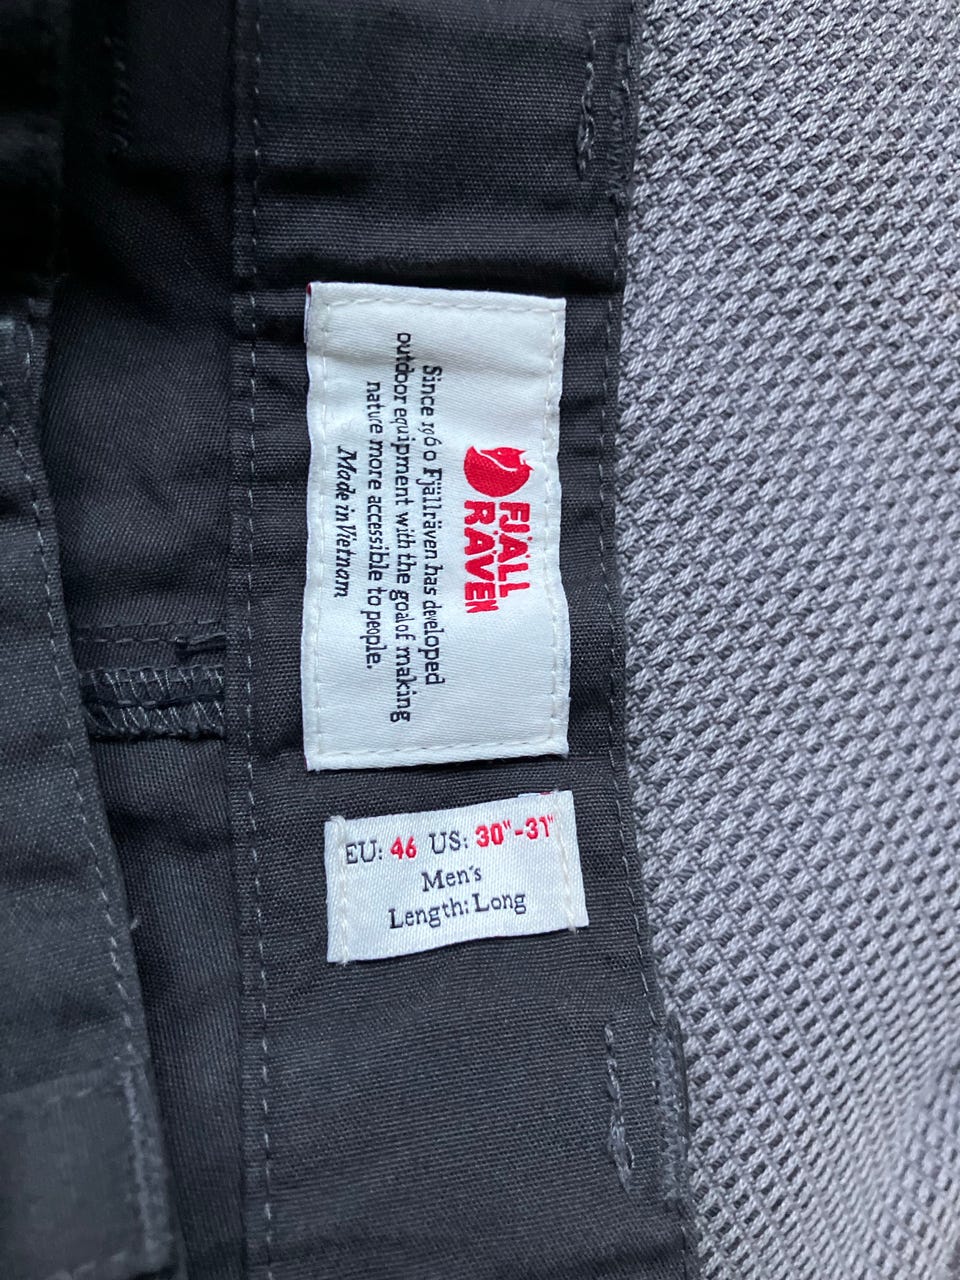 FJÄLL
RÄVEN
Since 1960 Fjällräven has developed
outdoor equipment with the goal of making
nature more accessible to people.
Made in Vietnam
EU: 46 US: 30"-31"
Men's
Length: Long